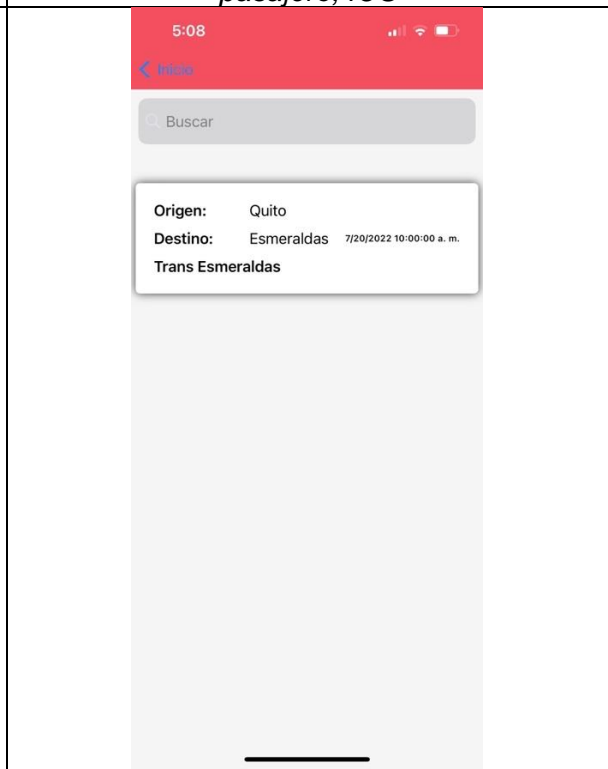 pasajero, iOS
5:08
Inicio
Buscar
Origen: Quito
Destino: Esmeraldas 7/20/2022 10:00:00 a. m.
Trans Esmeraldas